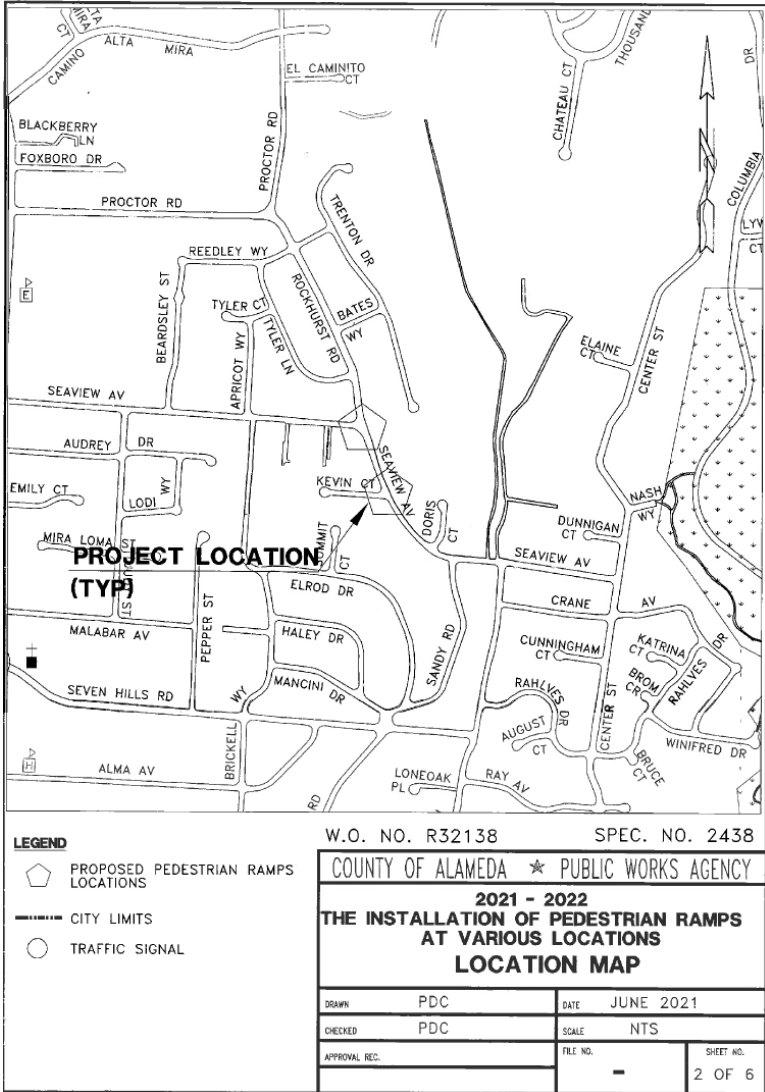 ALTA
MIRA
CT
CAMINO
ALTA MIRA
EL CAMINITO
CT
THOUSAND
CHATEAU CT
DR
BLACKBERRY
LN
FOXBORO DR
PROCTOR RD
PROCTOR RD
COLUMBIA
TRENTON DR
REEDLEY WY
ROCKHURST RD
BATES
WY
BEARDSLEY ST
TYLER CT
TYLER LN
APRICOT WY
E
ELAINE
CT
CENTER ST
SEAVIEW AV
AUDREY DR
EMILY CT
LODI WY
KEVIN CT
SEAVIEW AV
DORIS
CT
NASH
WY
DUNNIGAN
CT
MIRA LOMA ST
PROJECT LOCATION
(TYP)
SUMMIT
CT
SEAVIEW AV
ELROD DR
CRANE AV
MALABAR AV
PEPPER ST
HALEY DR
SANDY RD
CUNNINGHAM
CT
KATRINA
CT
RAHLVES DR
BROM
CR
SEVEN HILLS RD
WY
BRICKELL
MANCINI
DR
RAHLVES
DR
CENTER ST
AUGUST
CT
WINIFRED DR
BRUCE
CT
H
ALMA AV
RD
LONEOAK
PL
RAY AV
LEGEND
PROPOSED PEDESTRIAN RAMPS
LOCATIONS
CITY LIMITS
TRAFFIC SIGNAL
W.O. NO. R32138 SPEC. NO. 2438
COUNTY OF ALAMEDA ★ PUBLIC WORKS AGENCY
2021 - 2022
THE INSTALLATION OF PEDESTRIAN RAMPS
AT VARIOUS LOCATIONS
LOCATION MAP
DRAWN PDC DATE JUNE 2021
CHECKED PDC SCALE NTS
APPROVAL REC. FILE NO. - SHEET NO.
2 OF 6